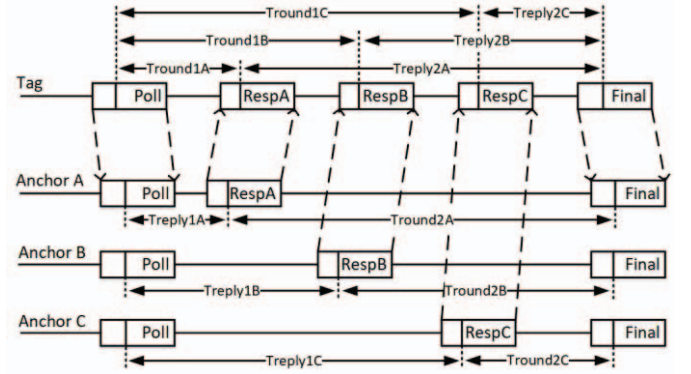 Tround1C Treply2C
Tround1B Treply2B
Tround1A Treply2A
Tag
Poll RespA RespB RespC Final
Anchor A
Poll RespA Final
Treply1A Tround2A
Anchor B
Poll RespB Final
Treply1B Tround2B
Anchor C
Poll RespC Final
Treply1C Tround2C